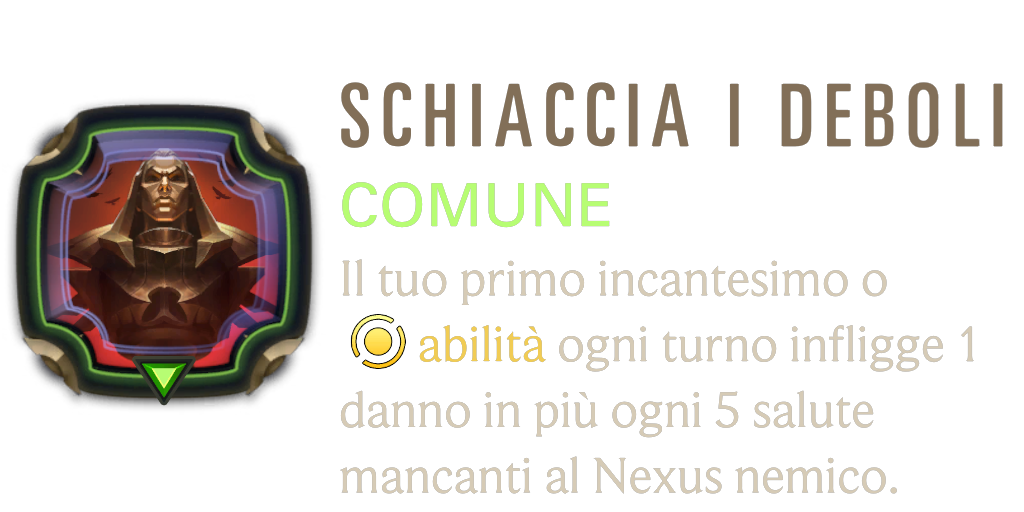 SCHIACCIA I DEBOLI
COMUNE
Il tuo primo incantesimo o
abilità ogni turno infligge 1
danno in più ogni 5 salute
mancanti al Nexus nemico.